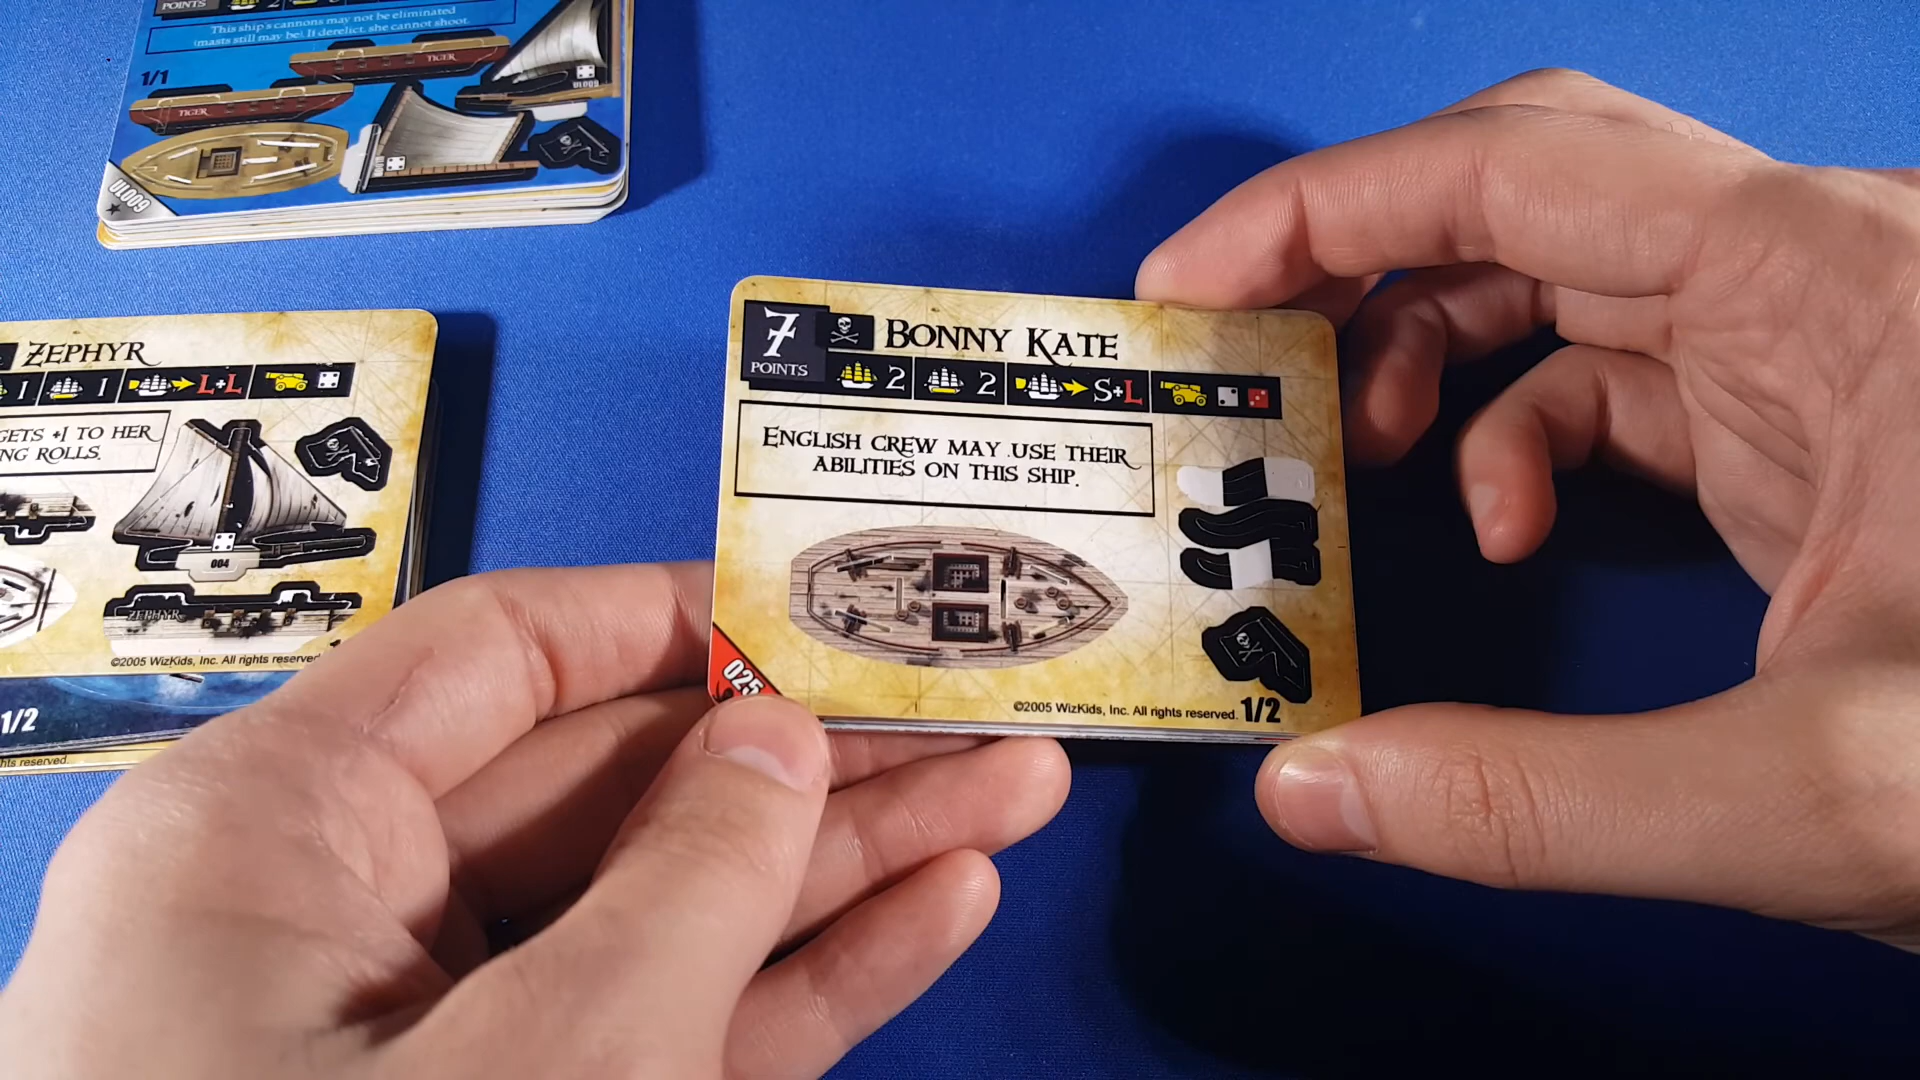 POINTS
2
This ship's cannons may not be eliminated
(masts still may be). If derelict, she cannot shoot.
1/1
TIGER
TIGER
UL009
UL009
ZEPHYR
1 1 L+L
GETS +1 TO HER
NG ROLLS.
004
ZEPHYR
©2005 WizKids, Inc. All rights reserved
1/2
hts reserved.
7
POINTS
BONNY KATE
2 2 S+L
ENGLISH CREW MAY USE THEIR
ABILITIES ON THIS SHIP.
025
©2005 WizKids, Inc. All rights reserved. 1/2